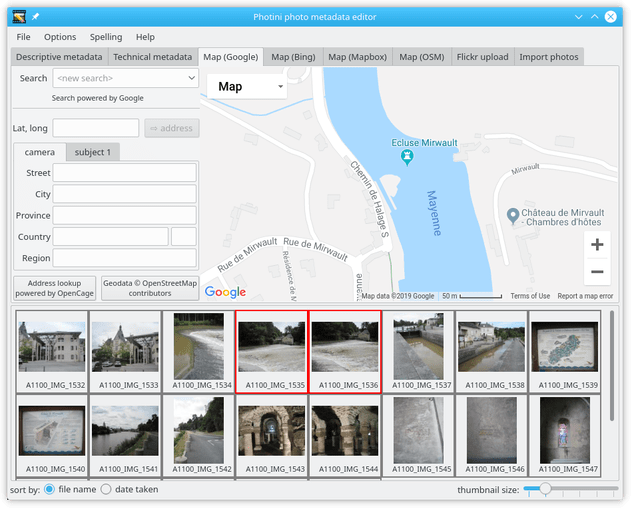 Photini photo metadata editor
File Options Spelling Help
Descriptive metadata Technical metadata Map (Google) Map (Bing) Map (Mapbox) Map (OSM) Flickr upload Import photos
Search <new search>
Search powered by Google
Lat, long ⇨ address
camera subject 1
Street
City
Province
Country
Region
Address lookup
powered by OpenCage
Geodata © OpenStreetMap
contributors
Map
Ecluse Mirwault
Chemin de Halage S
Mayenne
Mirwault
Château de Mirvault
- Chambres d'hôtes
Rue de Mirwault
Rue de Mirwault
Résidence de M
enne
+
−
Google
Map data ©2019 Google 50 m Terms of Use Report a map error
A1100_IMG_1532 A1100_IMG_1533 A1100_IMG_1534 A1100_IMG_1535 A1100_IMG_1536 A1100_IMG_1537 A1100_IMG_1538 A1100_IMG_1539
A1100_IMG_1540 A1100_IMG_1541 A1100_IMG_1542 A1100_IMG_1543 A1100_IMG_1544 A1100_IMG_1545 A1100_IMG_1546 A1100_IMG_1547
sort by: file name date taken thumbnail size: